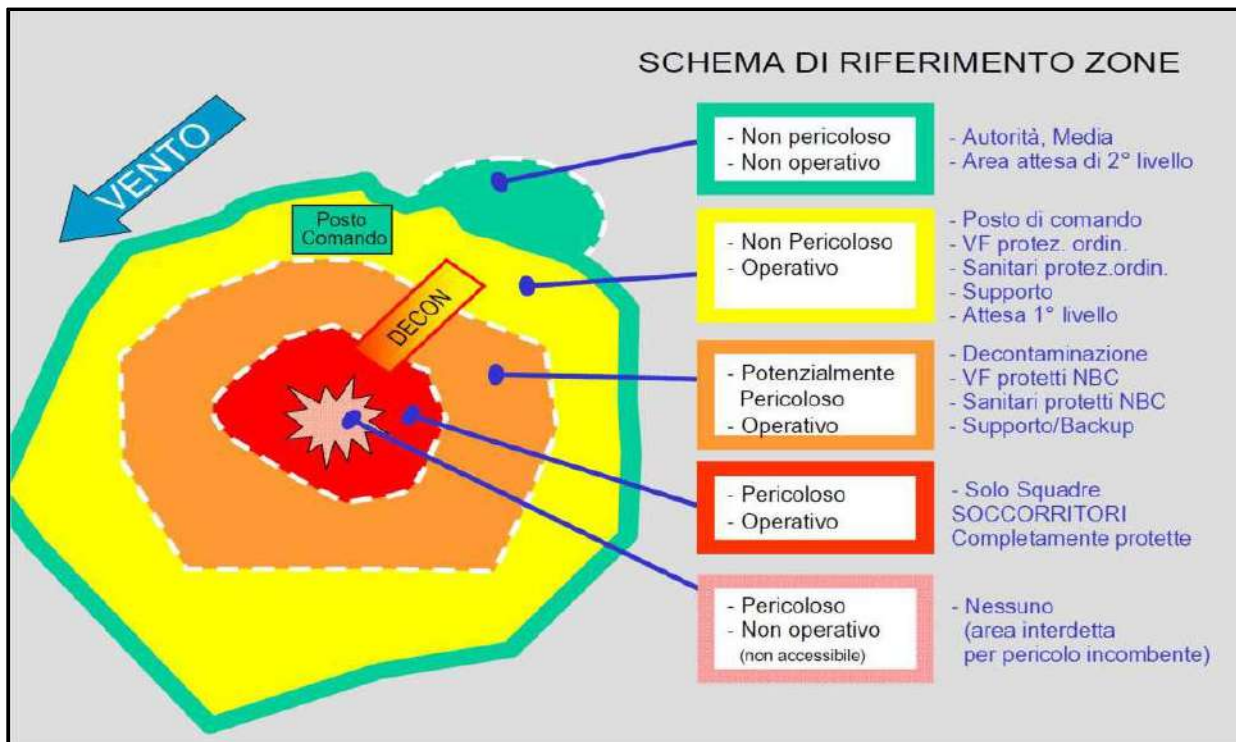 SCHEMA DI RIFERIMENTO ZONE
VENTO
Posto
Comando
DECON
- Non pericoloso
- Non operativo
- Autorità, Media
- Area attesa di 2° livello
- Non Pericoloso
- Operativo
- Posto di comando
- VF protez. ordin.
- Sanitari protez.ordin.
- Supporto
- Attesa 1° livello
- Potenzialmente
Pericoloso
- Operativo
- Decontaminazione
- VF protetti NBC
- Sanitari protetti NBC
- Supporto/Backup
- Pericoloso
- Operativo
- Solo Squadre
SOCCORRITORI
Completamente protette
- Pericoloso
- Non operativo
(non accessibile)
- Nessuno
(area interdetta
per pericolo incombente)